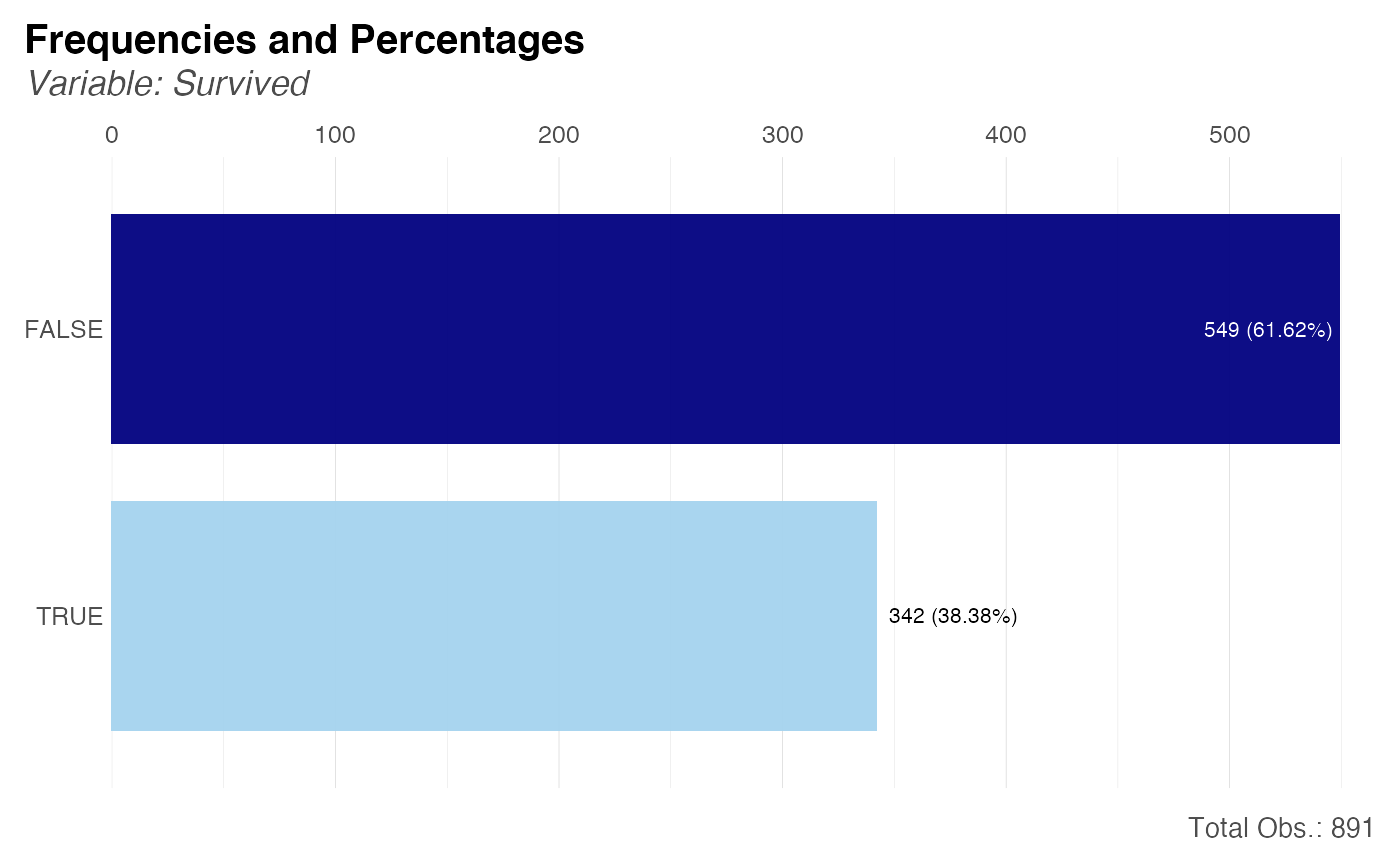 Frequencies and Percentages
Variable: Survived
0 100 200 300 400 500
FALSE 549 (61.62%)
TRUE 342 (38.38%)
Total Obs.: 891